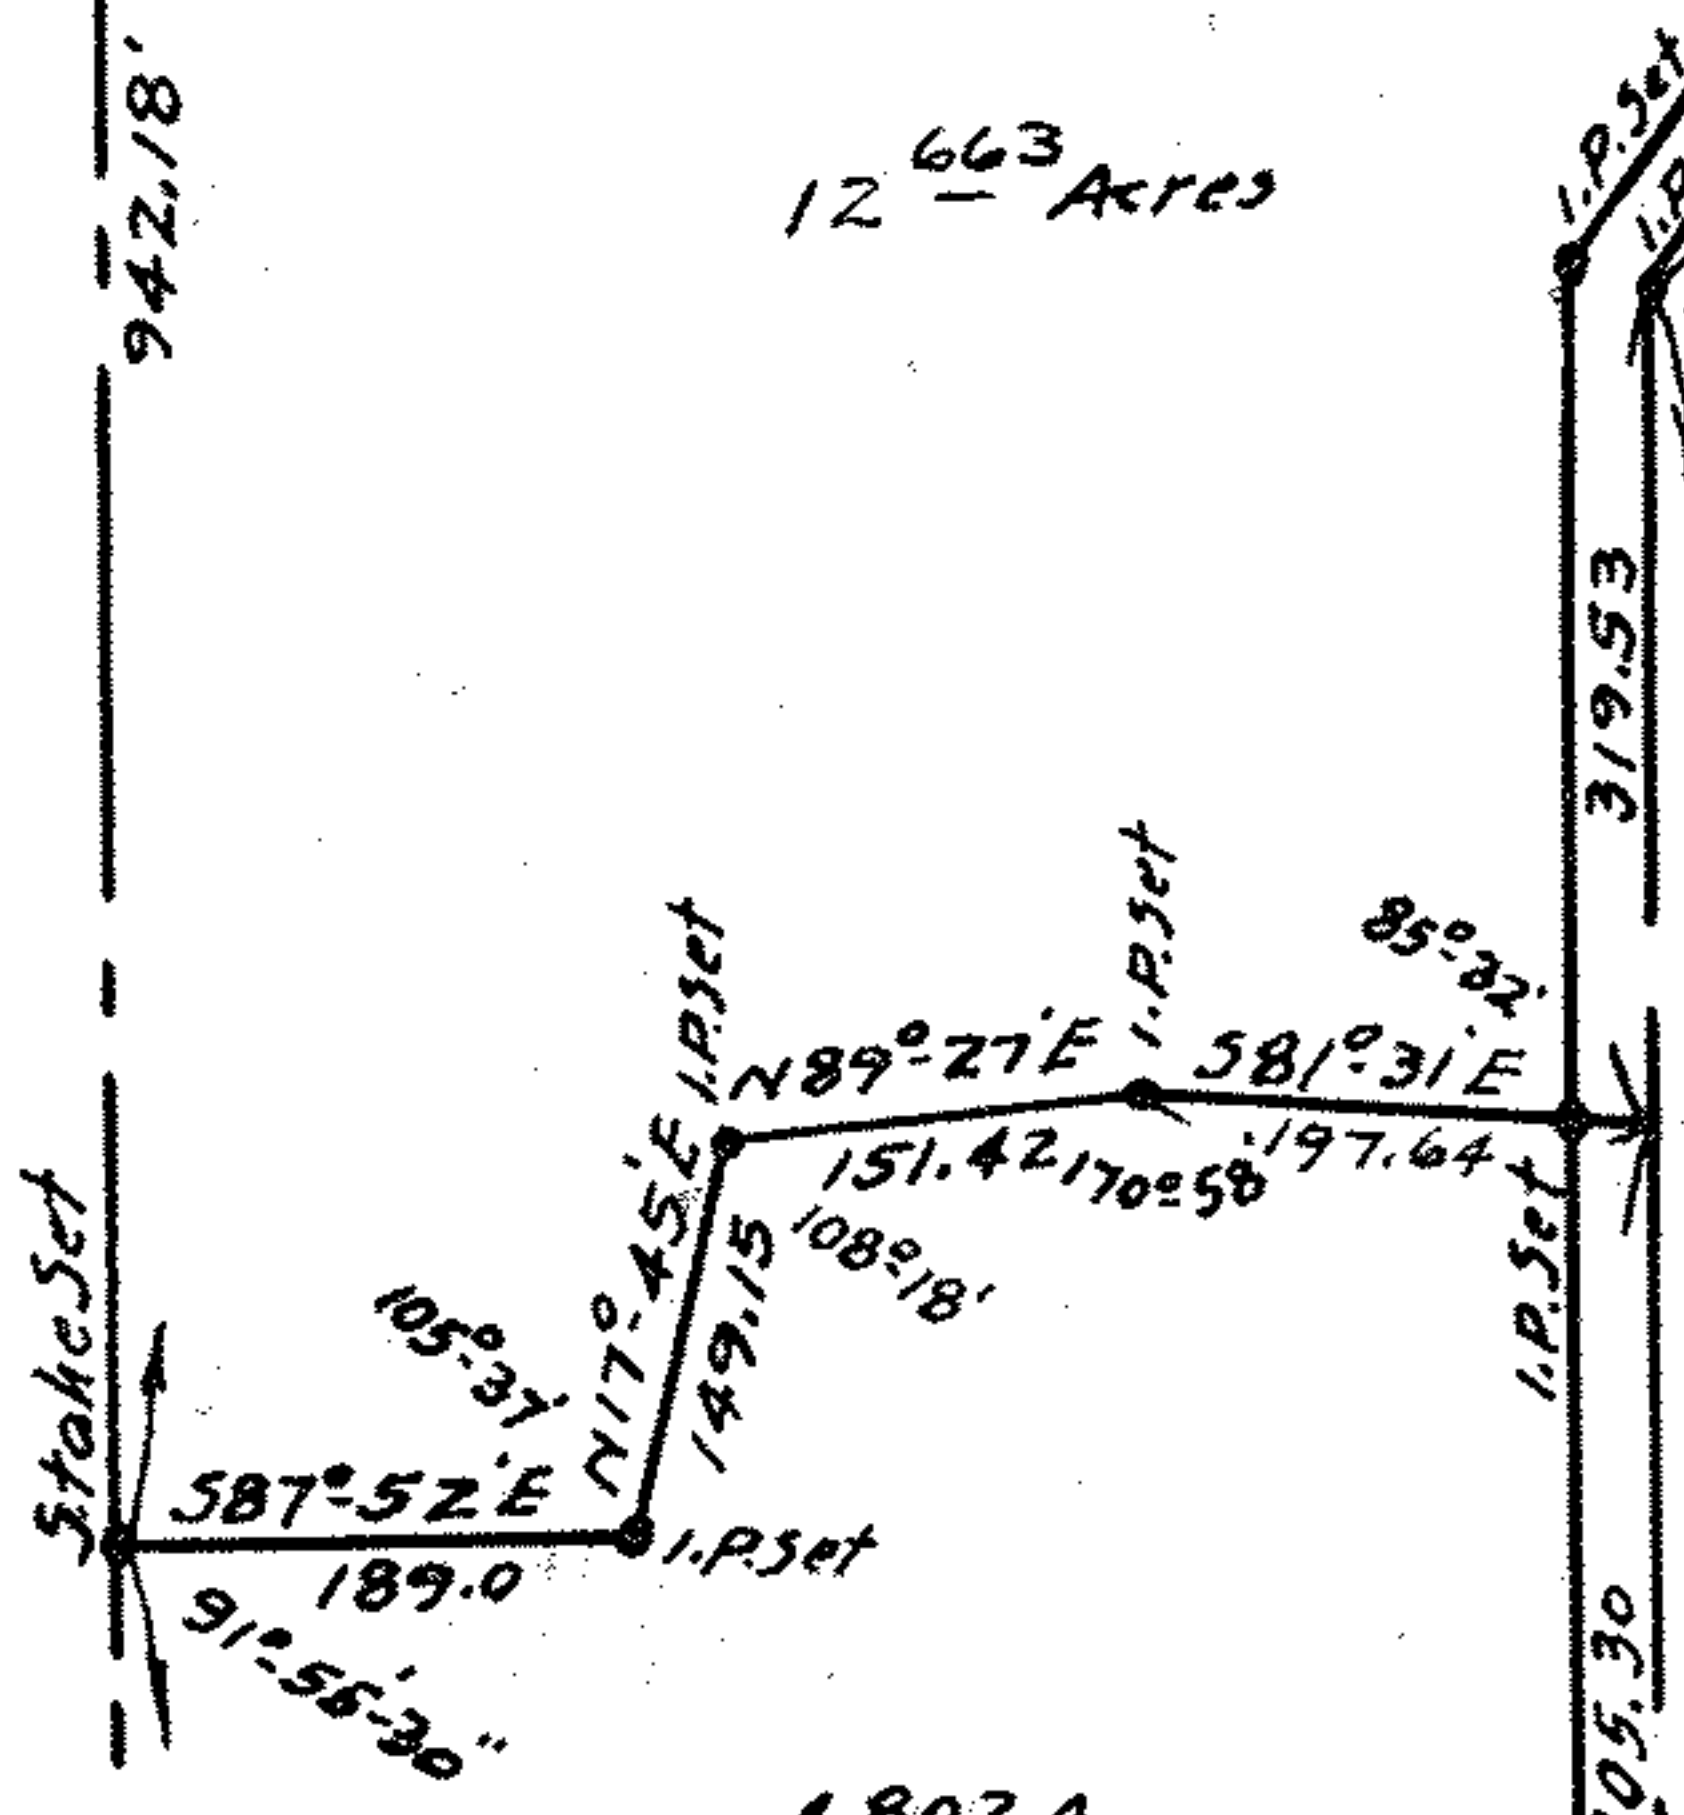 942.18'
12 663 Acres
I.P. Set
319.53
I.P. Set
I.P. Set
85°-32'
N89°-27'E
S81°-31'E
151.42
170°-58'
197.64
108°-18'
I.P. Set
N17°-45'E
149.15
105°-37'
Stake Set
S87°-52'E
189.0
I.P. Set
91°-56'-30"
05.30